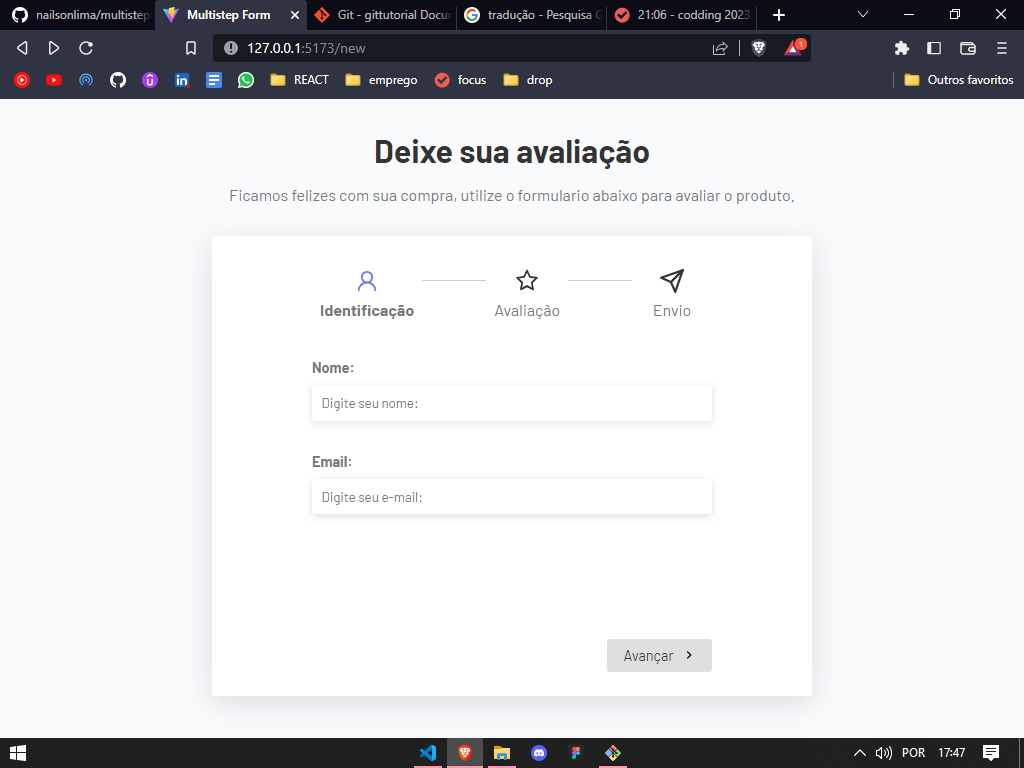 nailsonlima/multistep
Multistep Form
Git - gittutorial Docu
tradução - Pesquisa G
21:06 - codding 2023
127.0.0.1:5173/new
1
REACT
emprego
focus
drop
Outros favoritos
Deixe sua avaliação
Ficamos felizes com sua compra, utilize o formulario abaixo para avaliar o produto.
Identificação
Avaliação
Envio
Nome:
Digite seu nome:
Email:
Digite seu e-mail:
Avançar
POR
17:47